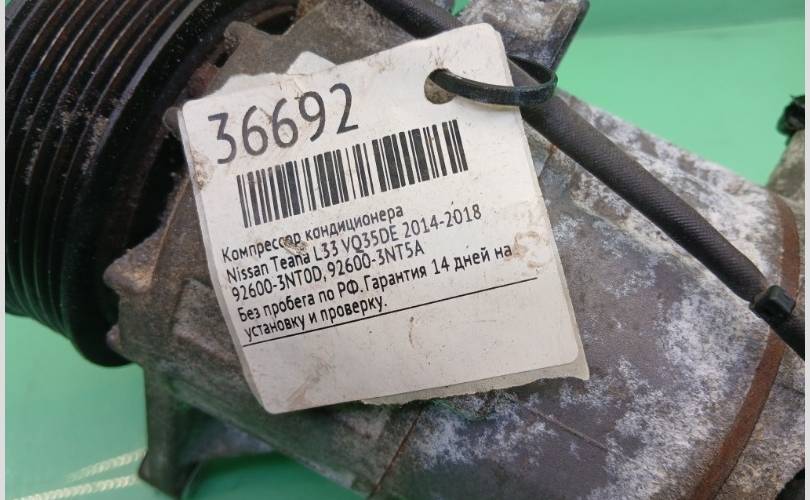 36692
Компрессор кондиционера
Nissan Teana L33 VQ35DE 2014-2018
92600-3NT0D, 92600-3NT5A
Без пробега по РФ.Гарантия 14 дней на
установку и проверку.